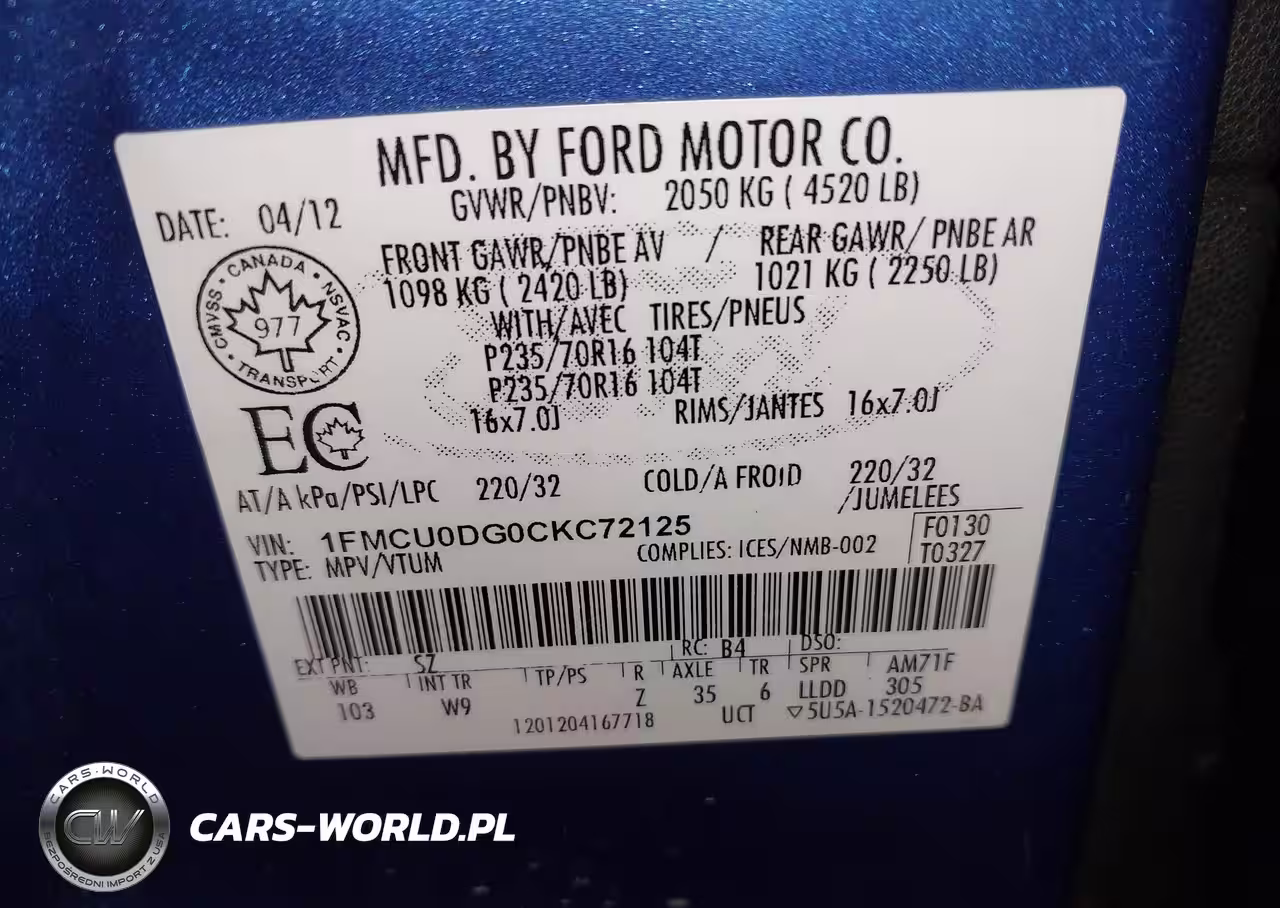 MFD. BY FORD MOTOR CO.
DATE: 04/12
GVWR/PNBV: 2050 KG ( 4520 LB)
FRONT GAWR/PNBE AV / REAR GAWR/ PNBE AR
1098 KG ( 2420 LB) 1021 KG ( 2250 LB)
WITH/AVEC TIRES/PNEUS
P235/70R16 104T
P235/70R16 104T
16x7.0J RIMS/JANTES 16x7.0J
CANADA • NSVAC • TRANSPORT • CMVSS •
977
EC
AT/A kPa/PSI/LPC 220/32 COLD/A FROID 220/32
/JUMELEES
VIN: 1FMCU0DG0CKC72125
F0130
TYPE: MPV/VTUM COMPLIES: ICES/NMB-002
T0327
EXT PNT: SZ RC: B4 DSO:
WB INT TR TP/PS R AXLE TR SPR AM71F
103 W9 Z 35 6 LLDD 305
1201204167718 UCT ▽5U5A-1520472-BA
CARS-WORLD
CW
BEZPOŚREDNI IMPORT Z USA
CARS-WORLD.PL